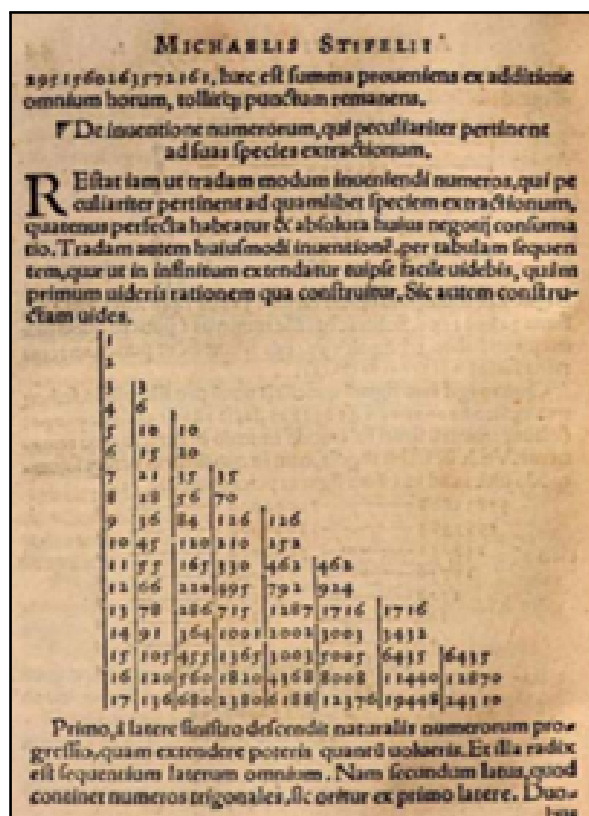 MICHAELIS STIFELII
2951560263572161, hæc est summa proueniens ex additione
omnium horum, tollitq; punctum remanens.
De inuentione numerorum, qui peculiariter pertinent
ad suas species extractionum.
REstat iam ut tradam modum inueniendi numeros, qui pe
culiariter pertinent ad quamlibet speciem extractionum,
quatenus perfecta habeatur & absoluta huius negotij consuma
tio. Tradam autem huiusmodi inuentionē, per tabulam sequen
tem, quæ ut in infinitum extendatur tuipse facile uidebis, quàm
primum uideris rationem qua construitur. Sic autem constru-
ctam uides.
1
2
3 3
4 6
5 10 10
6 15 20
7 21 35 35
8 28 56 70
9 36 84 126 126
10 45 120 210 252
11 55 165 330 462 462
12 66 220 495 792 924
13 78 286 715 1287 1716 1716
14 91 364 1001 2002 3003 3432
15 105 455 1365 3003 5005 6435 6435
16 120 560 1820 4368 8008 11440 12870
17 136 680 2380 6188 12376 19448 24310
Primo, à latere sinistro descendit naturalis numerorum pro-
gressio, quam extendere poteris quantū uolueris. Et illa radix
est sequentium laterum omnium. Nam secundum latus, quod
continet numeros trigonales, sic oritur ex primo latere. Duo-
bus